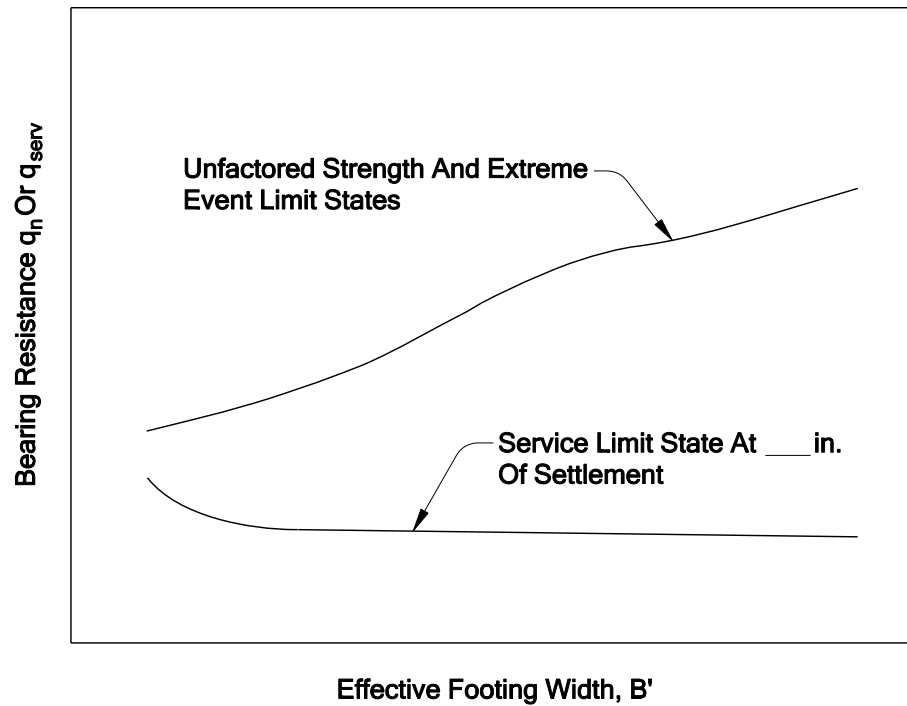 Unfactored Strength And Extreme
Event Limit States
Bearing Resistance qn Or qserv
Service Limit State At ___ in.
Of Settlement
Effective Footing Width, B'